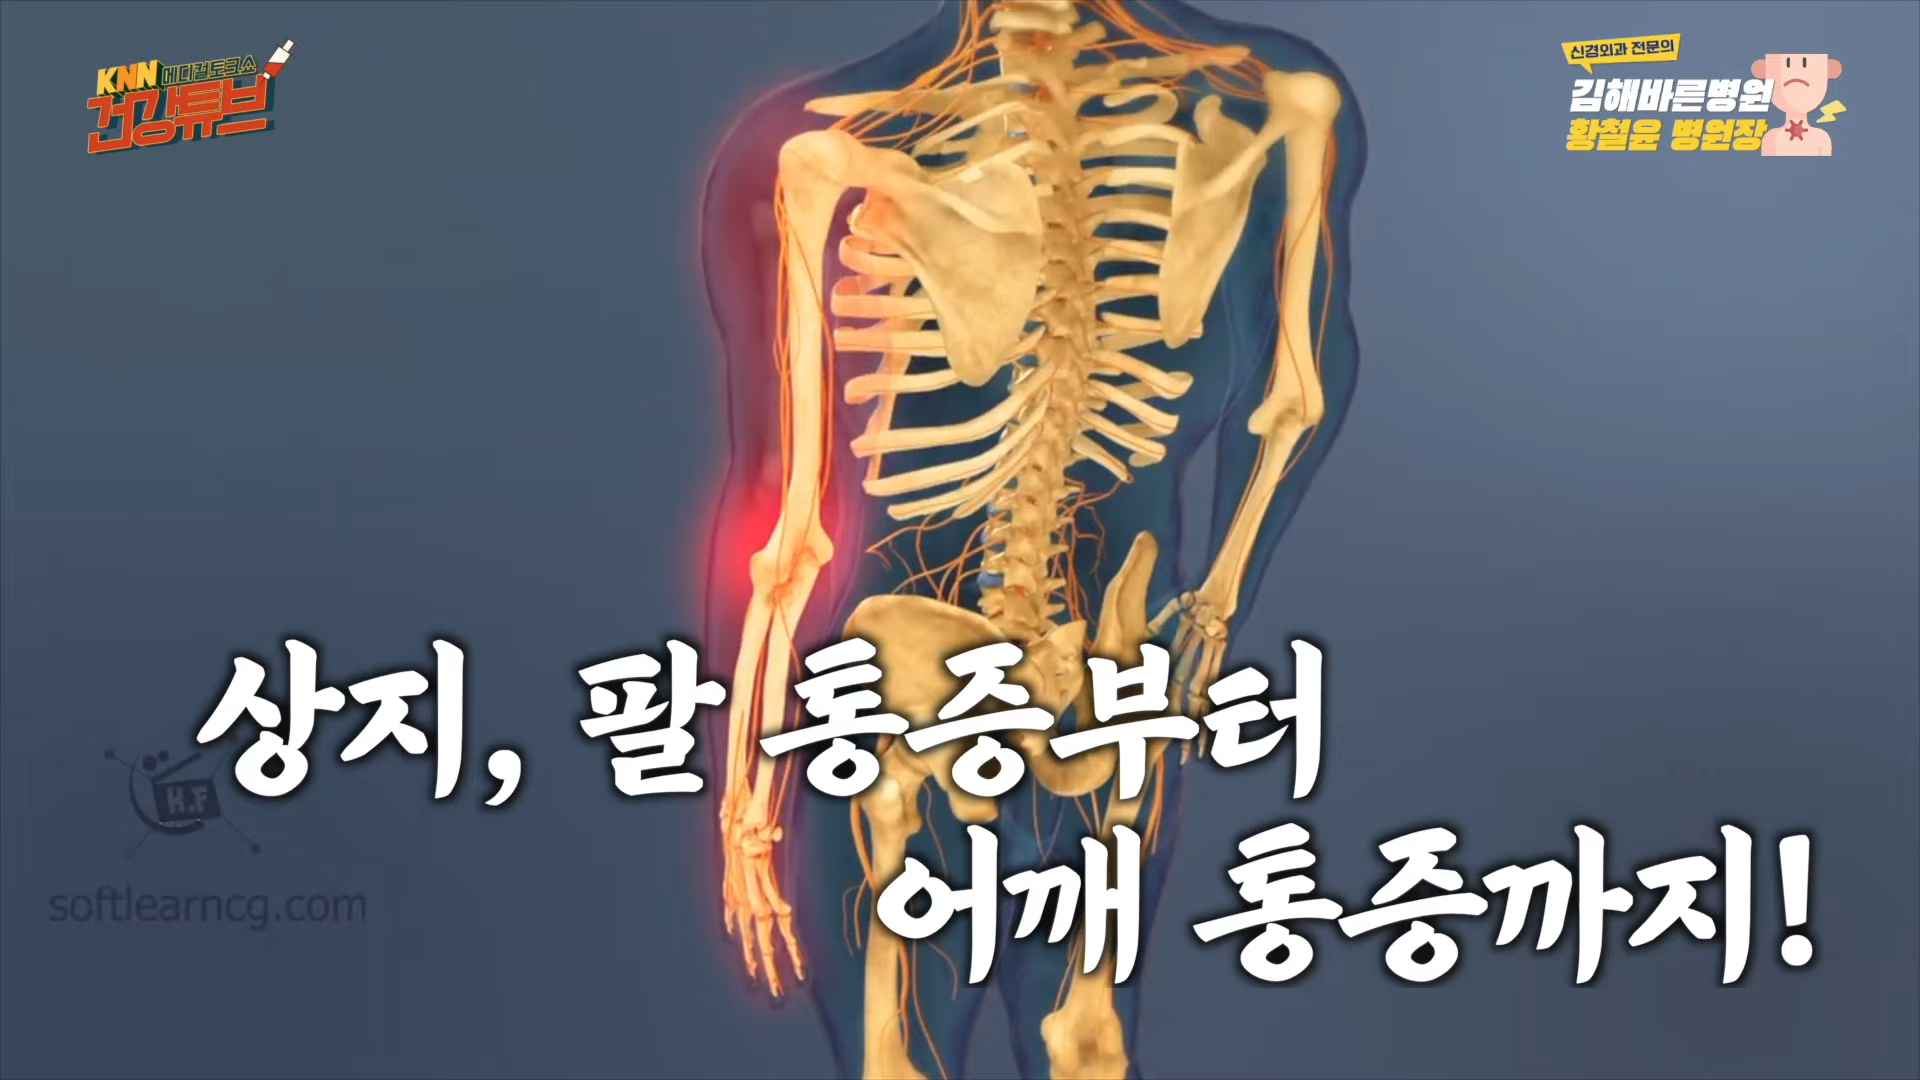 KNN 메디컬토크쇼
건강튜브
신경외과 전문의
김해바른병원
황철윤 병원장
상지, 팔 통증부터
어깨 통증까지!
H.F
softlearncg.com